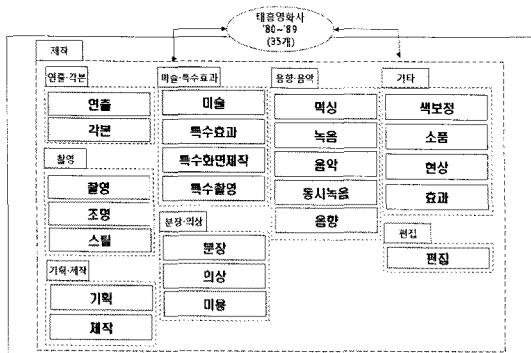 태흥영화사
'80~'89
(35개)
제작
연출·각본
연출
각본
촬영
촬영
조명
스틸
기획·제작
기획
제작
미술·특수효과
미술
특수효과
특수화면제작
특수촬영
분장·의상
분장
의상
미용
음향·음악
믹싱
녹음
음악
동시녹음
음향
기타
색보정
소품
현상
효과
편집
편집